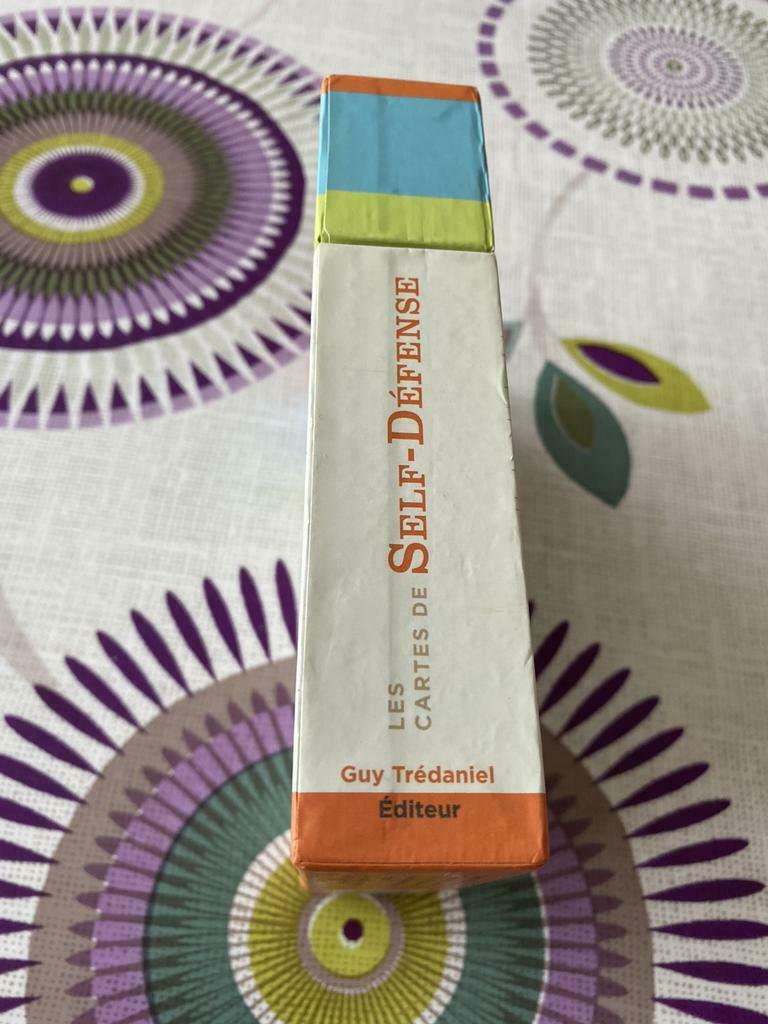 LES
CARTES DE SELF-DÉFENSE
Guy Trédaniel
Éditeur